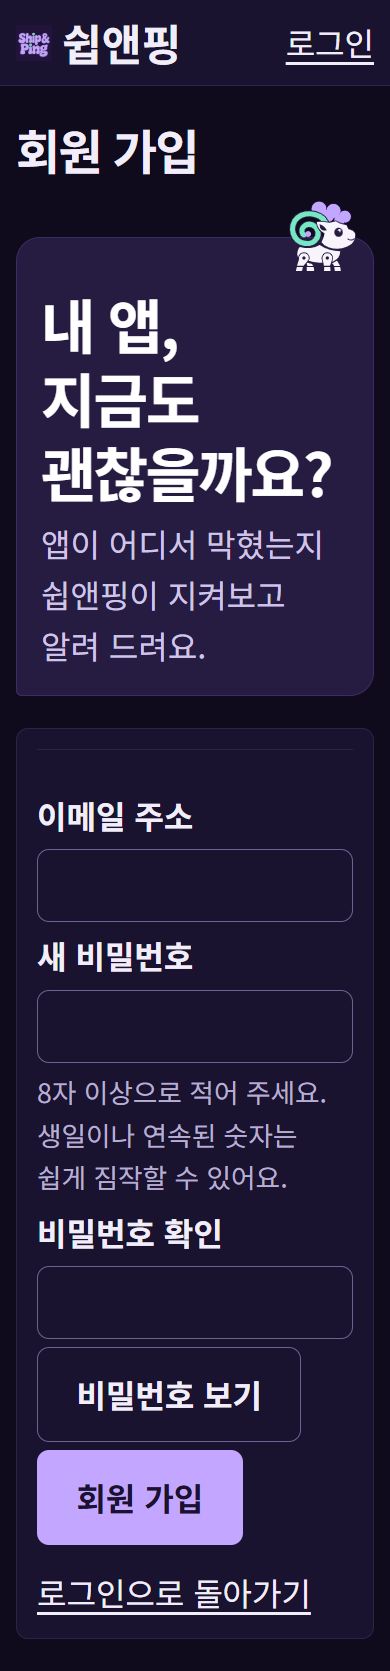 Ship&
Ping
쉽앤핑
로그인
회원 가입
내 앱,
지금도
괜찮을까요?
앱이 어디서 막혔는지
쉽앤핑이 지켜보고
알려 드려요.
이메일 주소
새 비밀번호
8자 이상으로 적어 주세요.
생일이나 연속된 숫자는
쉽게 짐작할 수 있어요.
비밀번호 확인
비밀번호 보기
회원 가입
로그인으로 돌아가기